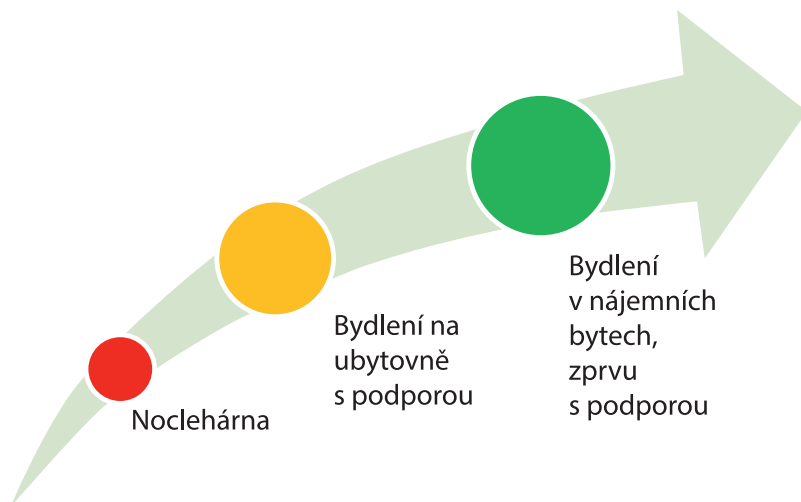 Noclehárna
Bydlení na
ubytovně
s podporou
Bydlení
v nájemních
bytech,
zprvu
s podporou